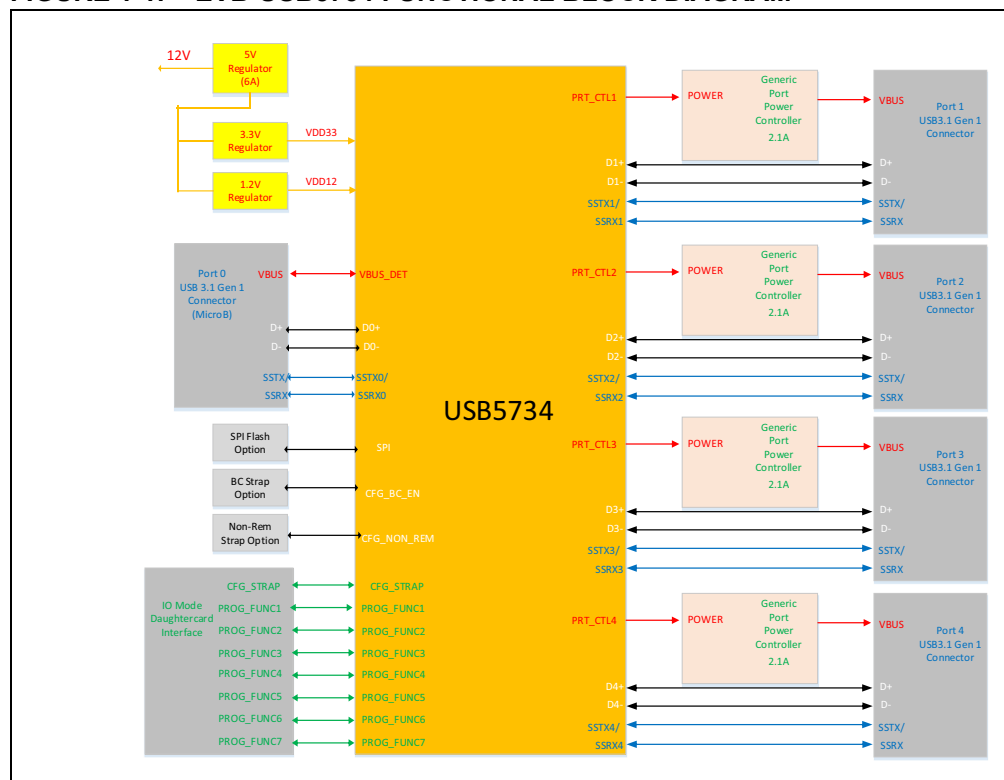 FUNCTIONAL BLOCK DIAGRAM
12V
5V
Regulator
(6A)
3.3V
Regulator
VDD33
1.2V
Regulator
VDD12
Port 0
USB 3.1 Gen 1
Connector
(MicroB)
VBUS
D+
D-
SSTX/
SSRX
VBUS_DET
D0+
D0-
SSTX0/
SSRX0
SPI Flash
Option
SPI
BC Strap
Option
CFG_BC_EN
Non-Rem
Strap Option
CFG_NON_REM
IO Mode
Daughtercard
Interface
CFG_STRAP
PROG_FUNC1
PROG_FUNC2
PROG_FUNC3
PROG_FUNC4
PROG_FUNC5
PROG_FUNC6
PROG_FUNC7
CFG_STRAP
PROG_FUNC1
PROG_FUNC2
PROG_FUNC3
PROG_FUNC4
PROG_FUNC5
PROG_FUNC6
PROG_FUNC7
USB5734
PRT_CTL1
D1+
D1-
SSTX1/
SSRX1
POWER
Generic
Port
Power
Controller
2.1A
VBUS
Port 1
USB3.1 Gen 1
Connector
D+
D-
SSTX/
SSRX
PRT_CTL2
D2+
D2-
SSTX2/
SSRX2
POWER
Generic
Port
Power
Controller
2.1A
VBUS
Port 2
USB3.1 Gen 1
Connector
D+
D-
SSTX/
SSRX
PRT_CTL3
D3+
D3-
SSTX3/
SSRX3
POWER
Generic
Port
Power
Controller
2.1A
VBUS
Port 3
USB3.1 Gen 1
Connector
D+
D-
SSTX/
SSRX
PRT_CTL4
D4+
D4-
SSTX4/
SSRX4
POWER
Generic
Port
Power
Controller
2.1A
VBUS
Port 4
USB3.1 Gen 1
Connector
D+
D-
SSTX/
SSRX